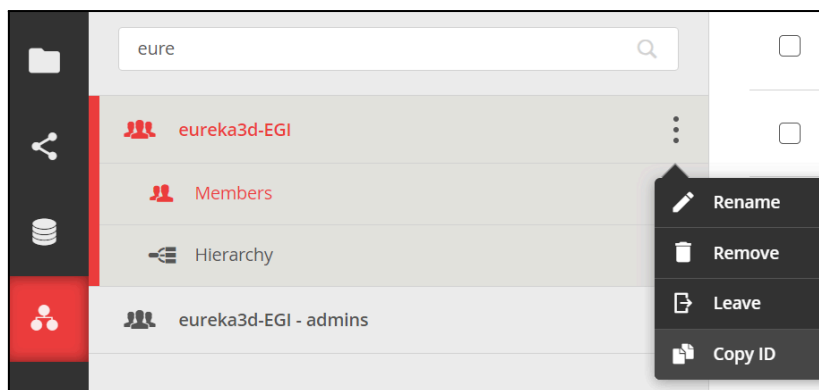 eure
eureka3d-EGI
Members
Hierarchy
eureka3d-EGI - admins
Rename
Remove
Leave
Copy ID